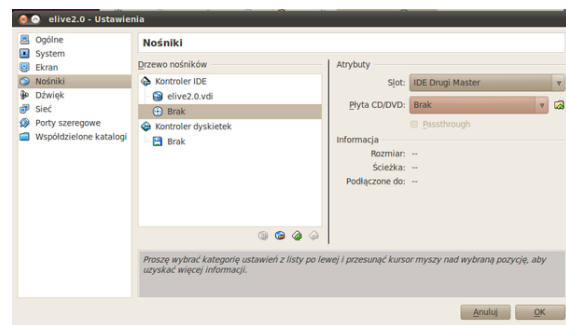 elive2.0 - Ustawienia
Ogólne
System
Ekran
Nośniki
Dźwięk
Sieć
Porty szeregowe
Współdzielone katalogi
Nośniki
Drzewo nośników
Kontroler IDE
elive2.0.vdi
Brak
Kontroler dyskietek
Brak
Atrybuty
Slot: IDE Drugi Master
Płyta CD/DVD: Brak
Passthrough
Informacja
Rozmiar: --
Ścieżka: --
Podłączone do: --
Proszę wybrać kategorię ustawień z listy po lewej i przesunąć kursor myszy nad wybraną pozycję, aby
uzyskać więcej informacji.
Anuluj OK